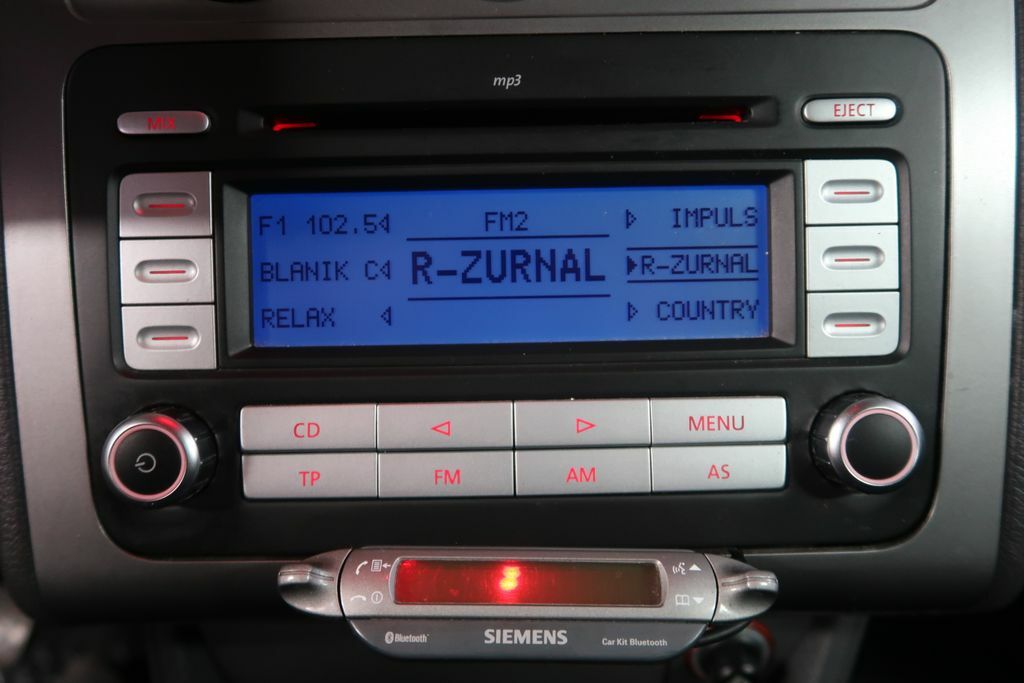 mp3
MIX
EJECT
F1 102.5 FM2 IMPULS
BLANIK C R-ZURNAL R-ZURNAL
RELAX COUNTRY
CD MENU
TP FM AM AS
Bluetooth SIEMENS Car Kit Bluetooth